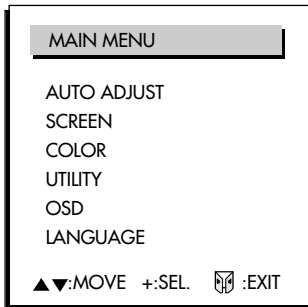 MAIN MENU
AUTO ADJUST
SCREEN
COLOR
UTILITY
OSD
LANGUAGE
▲▼:MOVE +:SEL. :EXIT